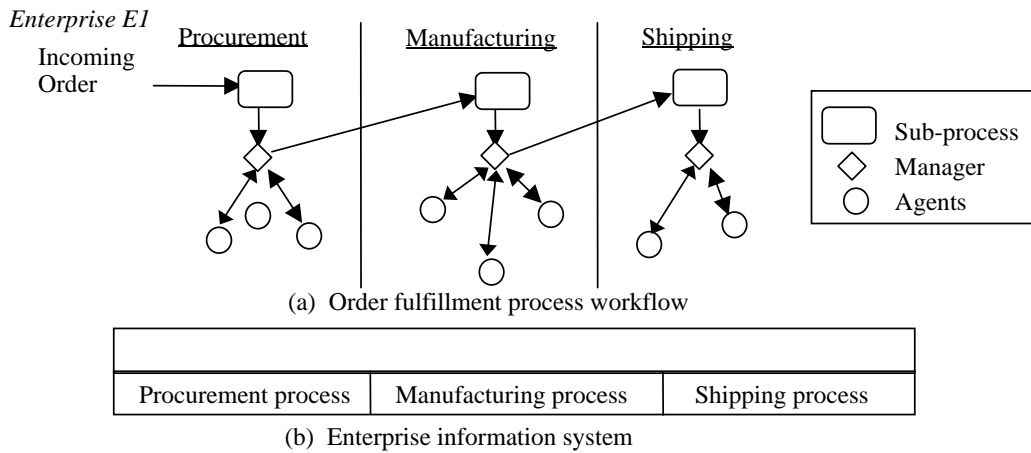 Enterprise E1
Procurement
Manufacturing
Shipping
Incoming
Order
Sub-process
Manager
Agents
(a) Order fulfillment process workflow
Procurement process
Manufacturing process
Shipping process
(b) Enterprise information system